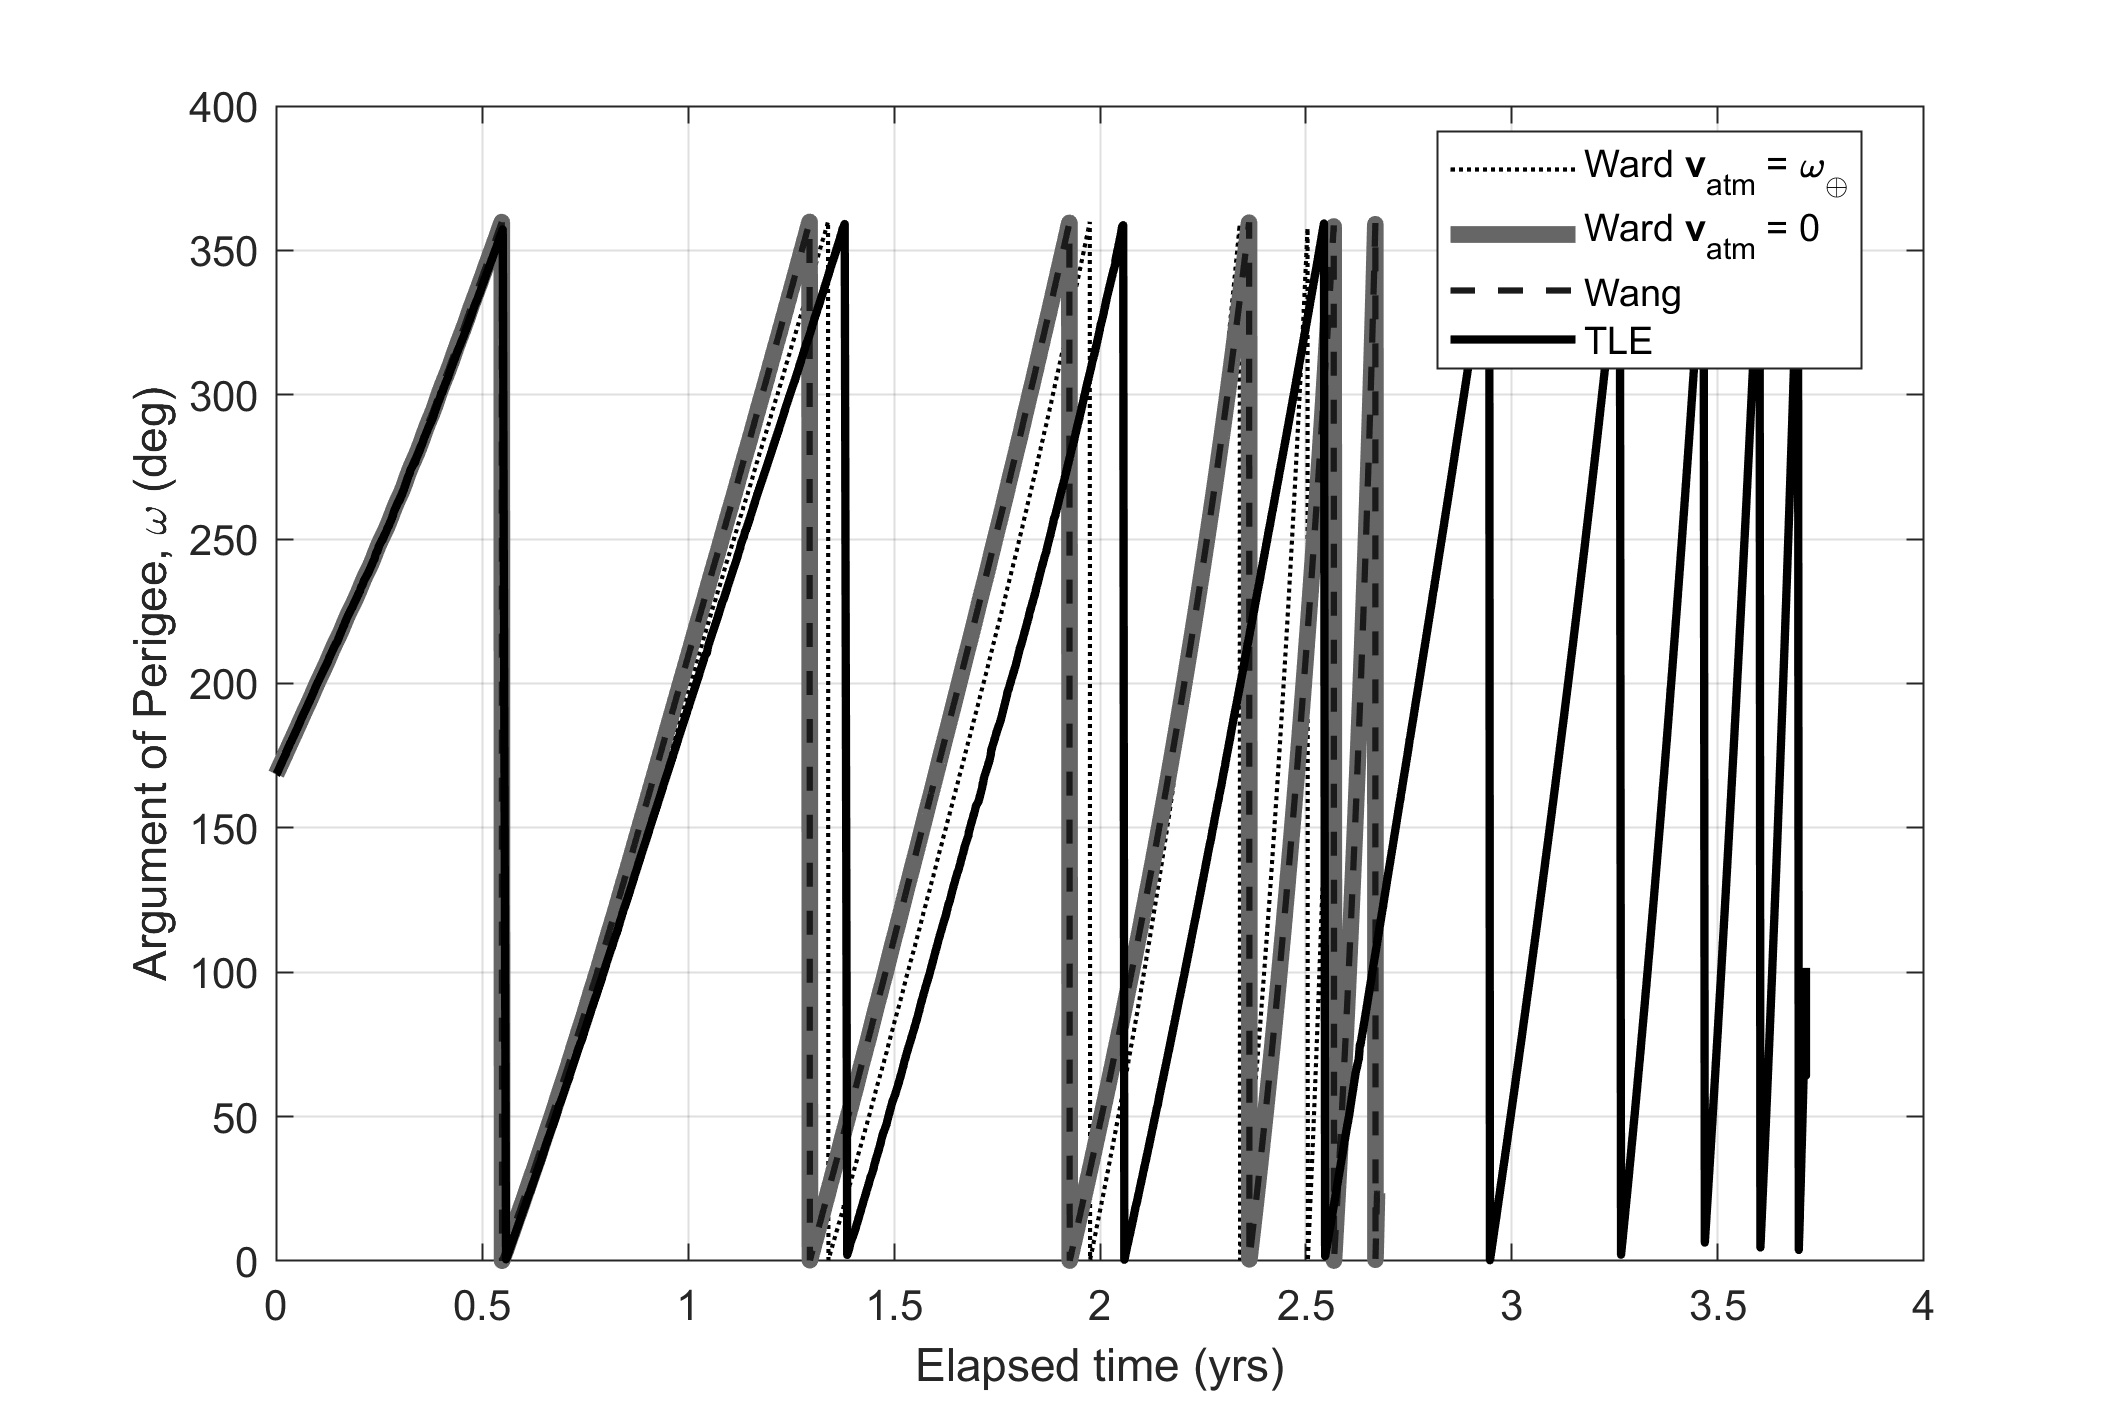 400
350
300
250
200
150
100
50
0
Argument of Perigee, ω (deg)
0 0.5 1 1.5 2 2.5 3 3.5 4
Elapsed time (yrs)
Ward v_atm = ω_⊕
Ward v_atm = 0
Wang
TLE